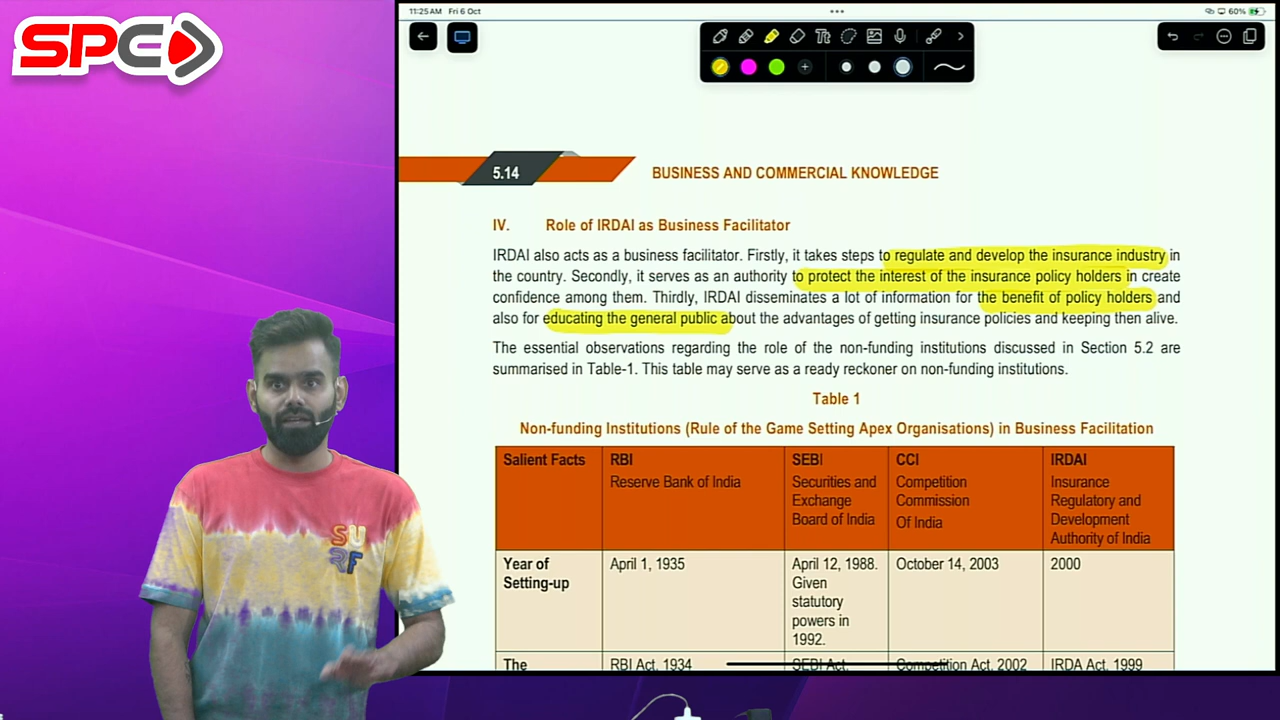 SPC
11:25 AM Fri 6 Oct
60%
Tt
5.14
BUSINESS AND COMMERCIAL KNOWLEDGE
IV. Role of IRDAI as Business Facilitator
IRDAI also acts as a business facilitator. Firstly, it takes steps to regulate and develop the insurance industry in
the country. Secondly, it serves as an authority to protect the interest of the insurance policy holders in create
confidence among them. Thirdly, IRDAI disseminates a lot of information for the benefit of policy holders and
also for educating the general public about the advantages of getting insurance policies and keeping then alive.
The essential observations regarding the role of the non-funding institutions discussed in Section 5.2 are
summarised in Table-1. This table may serve as a ready reckoner on non-funding institutions.
Table 1
Non-funding Institutions (Rule of the Game Setting Apex Organisations) in Business Facilitation
Salient Facts
RBI
Reserve Bank of India
SEBI
Securities and
Exchange
Board of India
CCI
Competition
Commission
Of India
IRDAI
Insurance
Regulatory and
Development
Authority of India
Year of
Setting-up
April 1, 1935
April 12, 1988.
Given
statutory
powers in
1992.
October 14, 2003
2000
The
RBI Act, 1934
SEBI Act,
Competition Act, 2002
IRDA Act, 1999
SU
RF